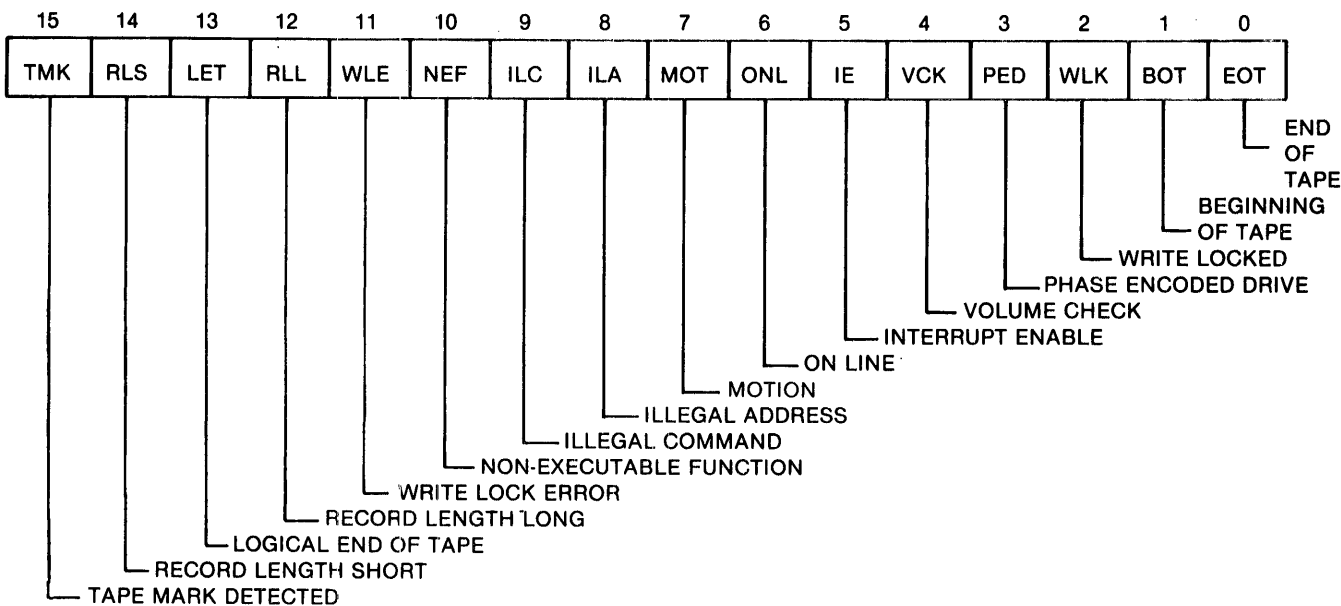 15 14 13 12 11 10 9 8 7 6 5 4 3 2 1 0
TMK RLS LET RLL WLE NEF ILC ILA MOT ONL IE VCK PED WLK BOT EOT
END
OF
TAPE
BEGINNING
OF TAPE
WRITE LOCKED
PHASE ENCODED DRIVE
VOLUME CHECK
INTERRUPT ENABLE
ON LINE
MOTION
ILLEGAL ADDRESS
ILLEGAL COMMAND
NON-EXECUTABLE FUNCTION
WRITE LOCK ERROR
RECORD LENGTH LONG
LOGICAL END OF TAPE
RECORD LENGTH SHORT
TAPE MARK DETECTED